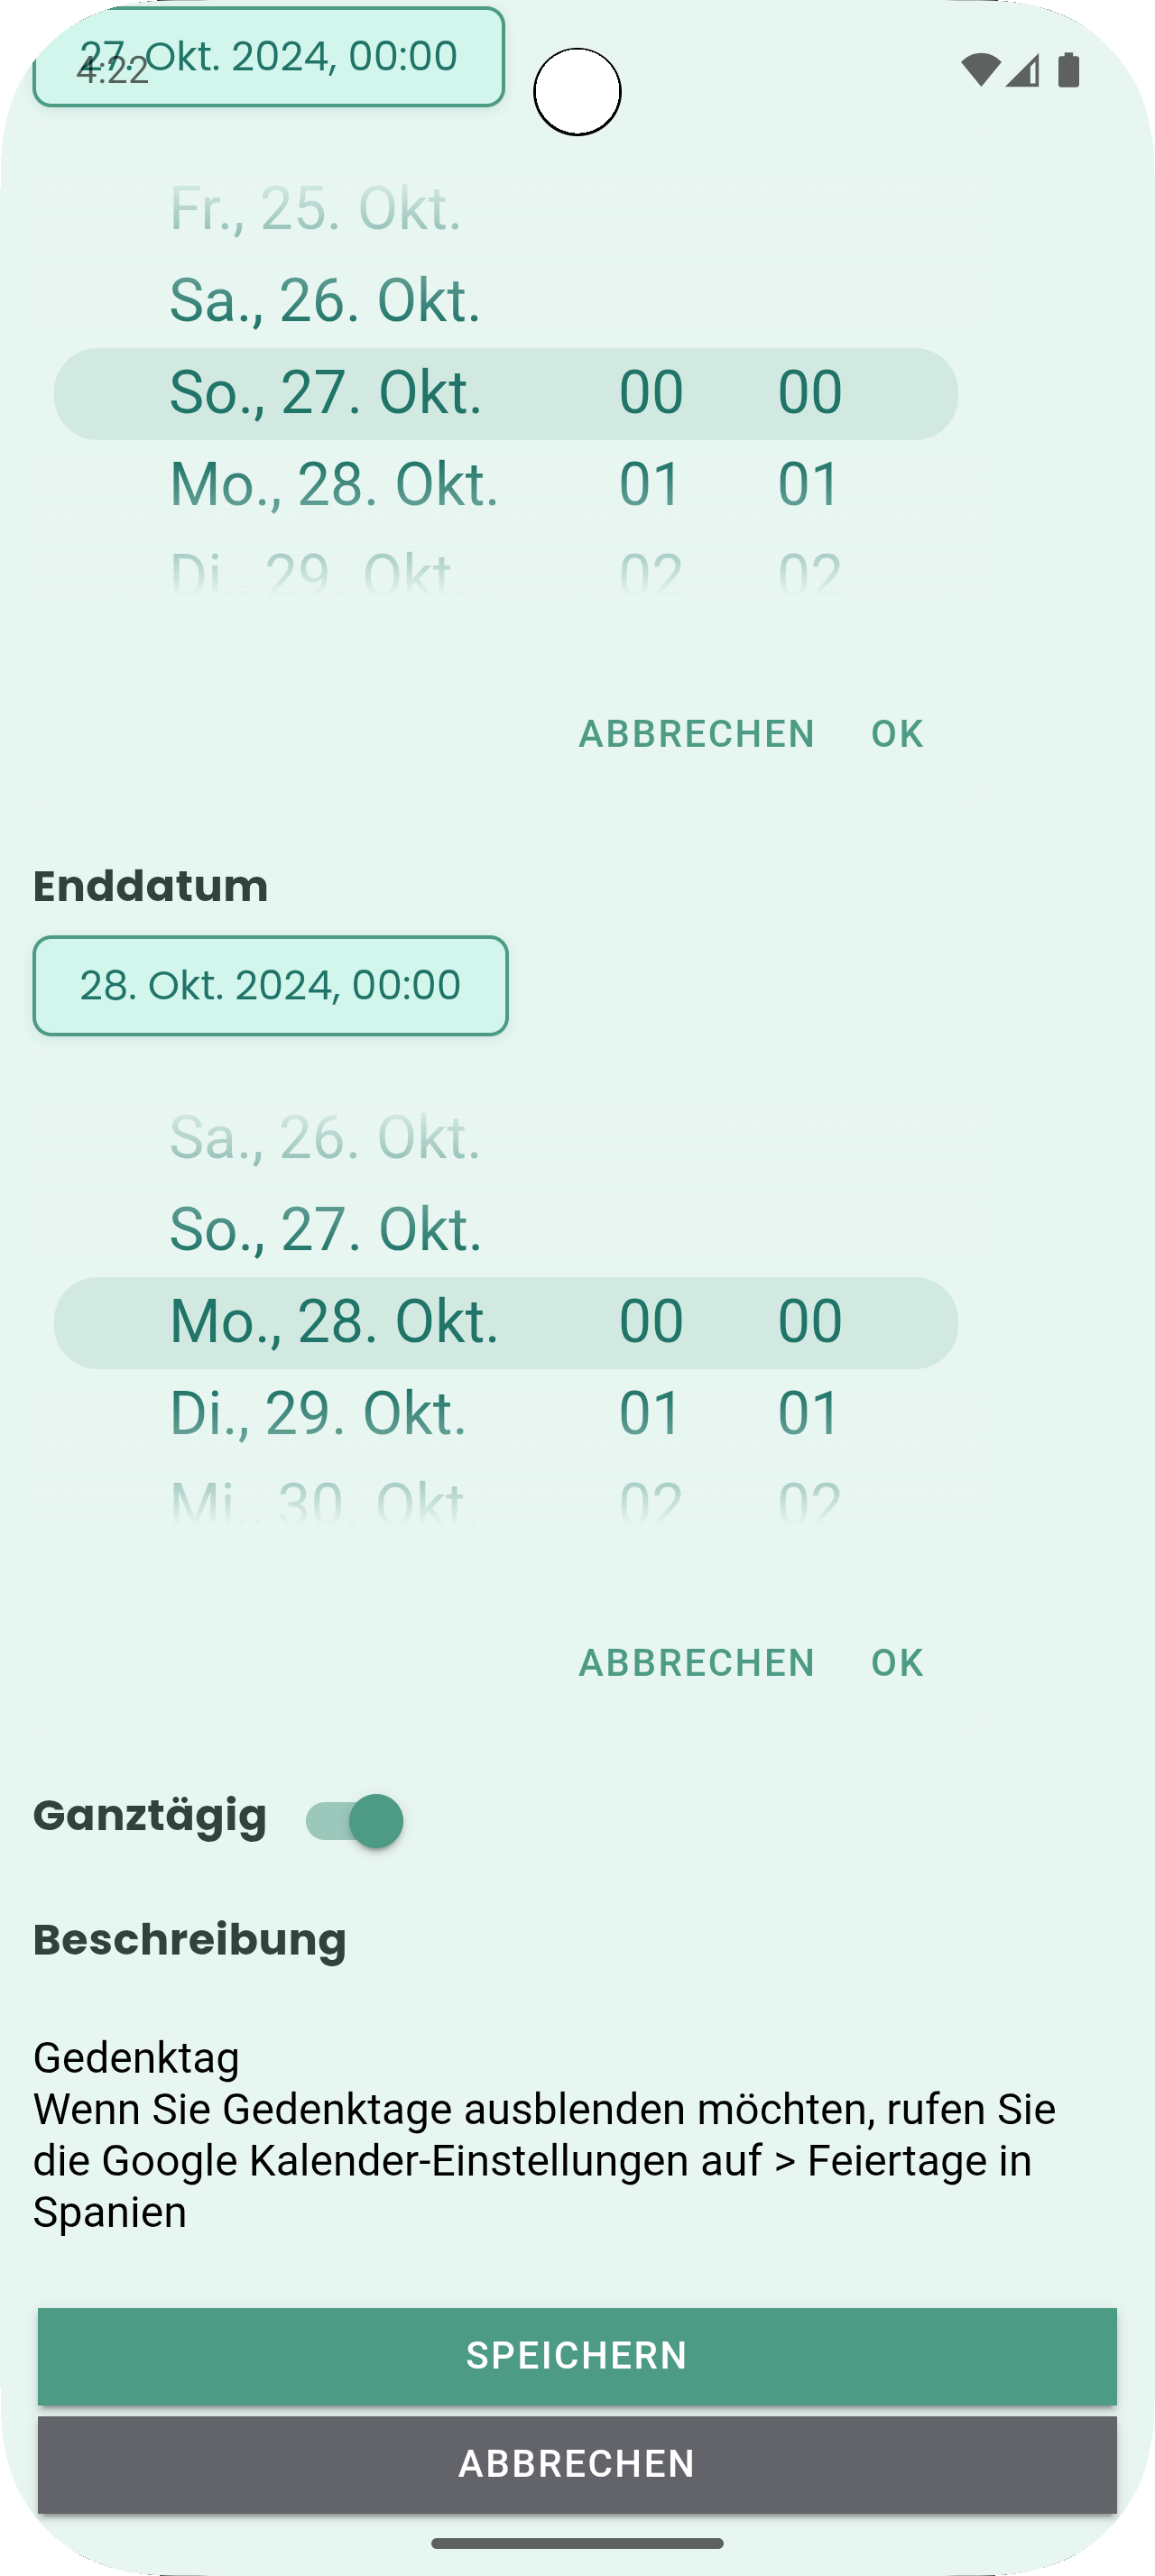 27. Okt. 2024, 00:00
4:22
Fr., 25. Okt.
Sa., 26. Okt.
So., 27. Okt. 00 00
Mo., 28. Okt. 01 01
Di., 29. Okt. 02 02
ABBRECHEN OK
Enddatum
28. Okt. 2024, 00:00
Sa., 26. Okt.
So., 27. Okt.
Mo., 28. Okt. 00 00
Di., 29. Okt. 01 01
Mi., 30. Okt. 02 02
ABBRECHEN OK
Ganztägig
Beschreibung
Gedenktag
Wenn Sie Gedenktage ausblenden möchten, rufen Sie
die Google Kalender-Einstellungen auf > Feiertage in
Spanien
SPEICHERN
ABBRECHEN